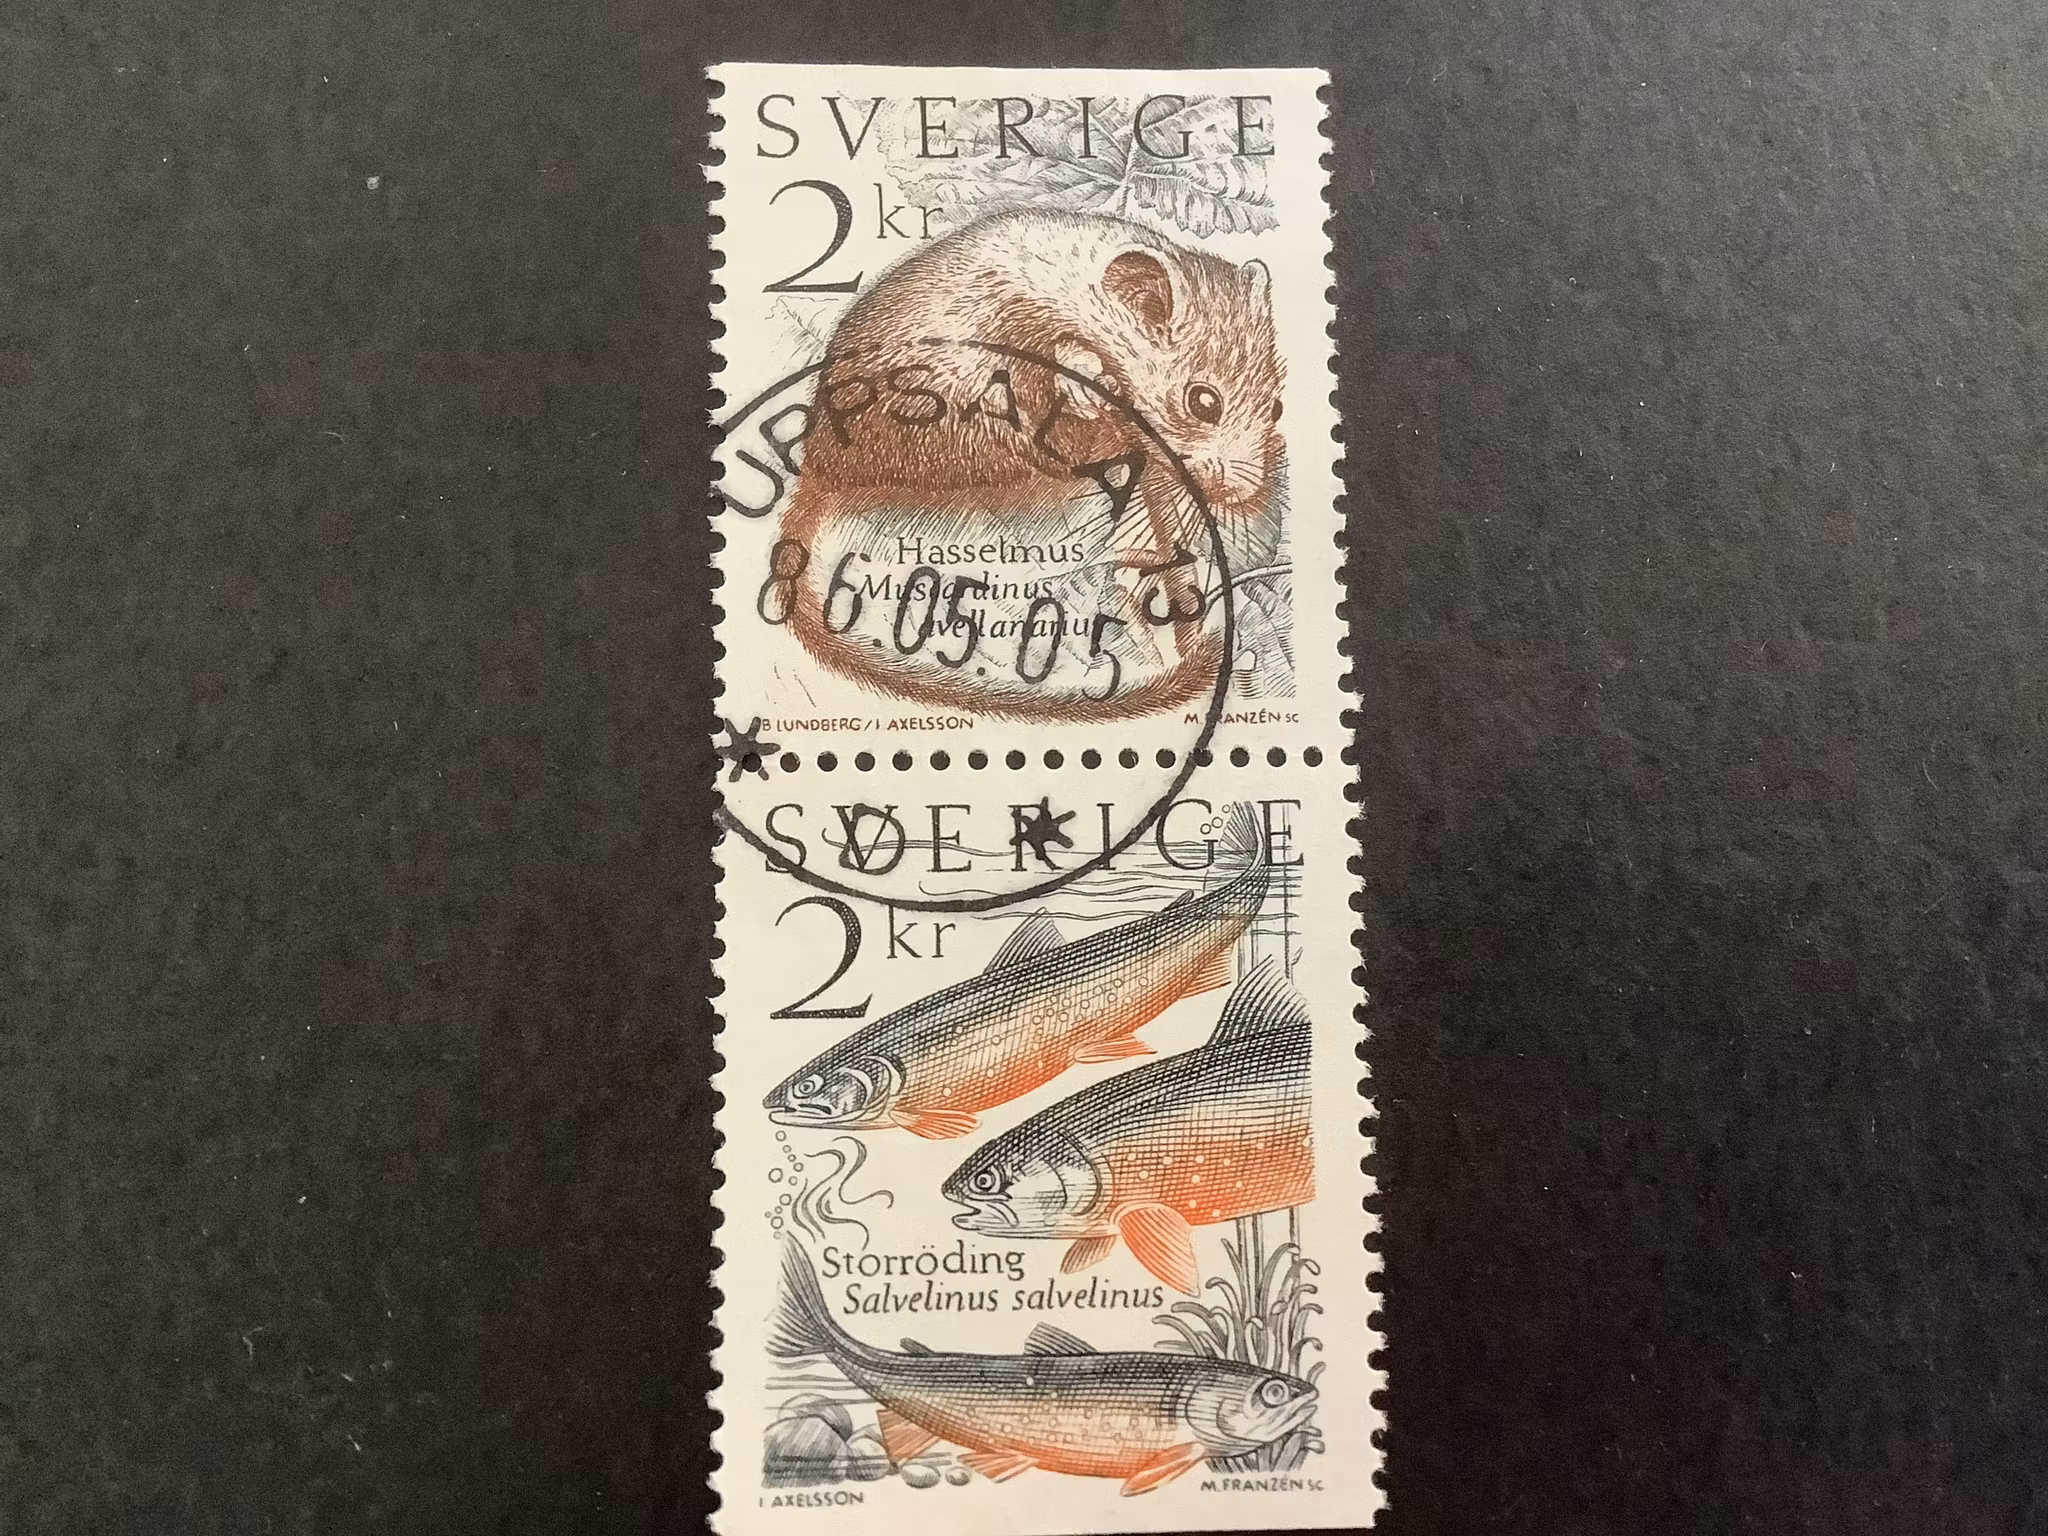 SVERIGE
2 kr
UPPSALA 13
86.05.05
Hasselmus
Muscardinus
avellanarius
B LUNDBERG/I AXELSSON
M. FRANZÉN SC
SVERIGE
D
2 kr
Storröding
Salvelinus salvelinus
I AXELSSON
M. FRANZÉN SC